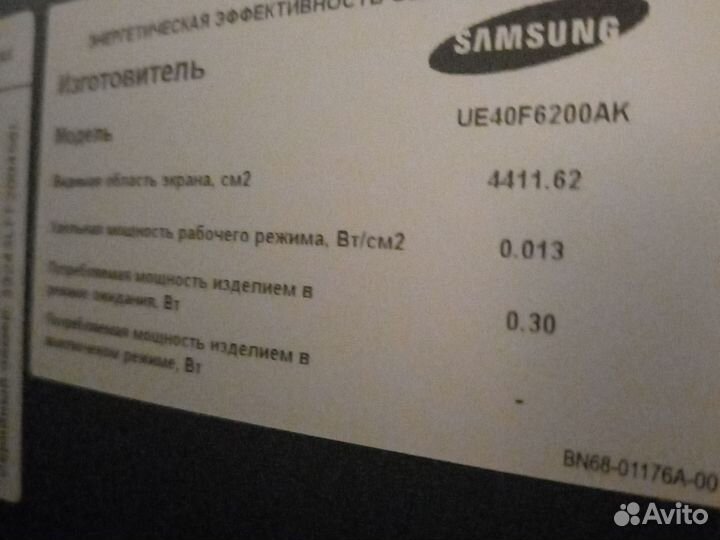 ЭНЕРГЕТИЧЕСКАЯ ЭФФЕКТИВНОСТЬ
Изготовитель SAMSUNG
Модель UE40F6200AK
Видимая область экрана, см2 4411.62
Удельная мощность рабочего режима, Вт/см2 0.013
Потребляемая мощность изделием в
режиме ожидания, Вт 0.30
Потребляемая мощность изделием в
выключенном режиме, Вт -
BN68-01176A-00
Avito